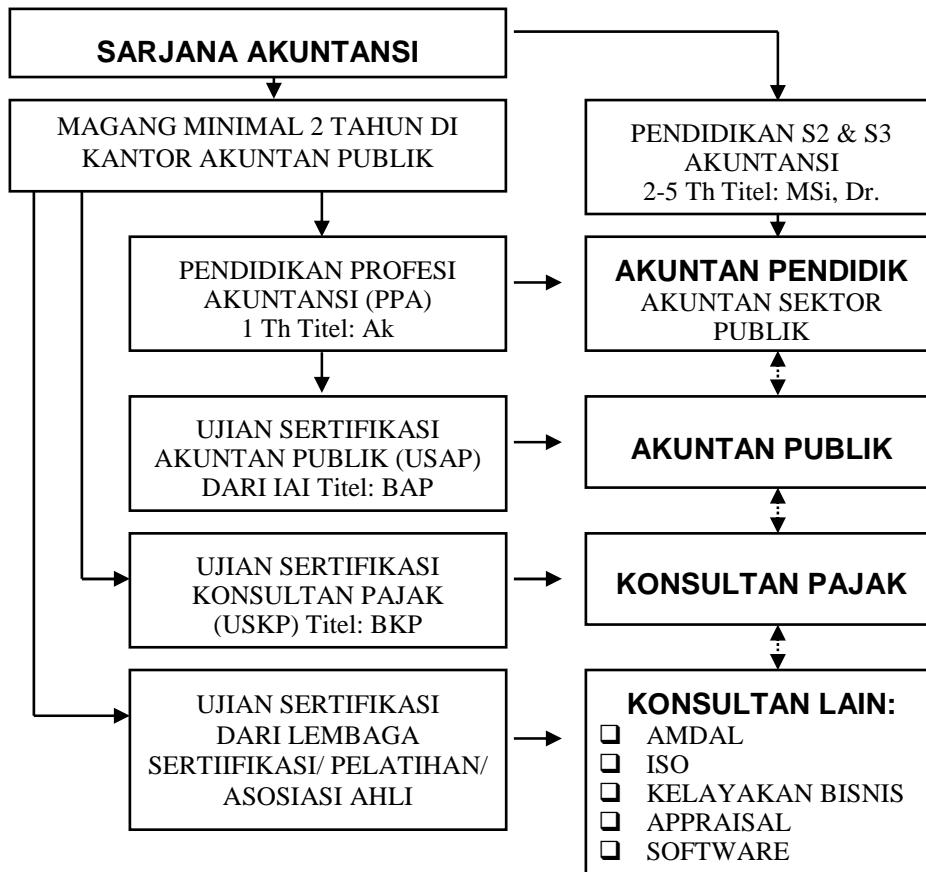 SARJANA AKUNTANSI
MAGANG MINIMAL 2 TAHUN DI
KANTOR AKUNTAN PUBLIK
PENDIDIKAN S2 & S3
AKUNTANSI
2-5 Th Titel: MSi, Dr.
PENDIDIKAN PROFESI
AKUNTANSI (PPA)
1 Th Titel: Ak
AKUNTAN PENDIDIK
AKUNTAN SEKTOR
PUBLIK
UJIAN SERTIFIKASI
AKUNTAN PUBLIK (USAP)
DARI IAI Titel: BAP
AKUNTAN PUBLIK
UJIAN SERTIFIKASI
KONSULTAN PAJAK
(USKP) Titel: BKP
KONSULTAN PAJAK
UJIAN SERTIFIKASI
DARI LEMBAGA
SERTIIFIKASI/ PELATIHAN/
ASOSIASI AHLI
KONSULTAN LAIN:
❑ AMDAL
❑ ISO
❑ KELAYAKAN BISNIS
❑ APPRAISAL
❑ SOFTWARE